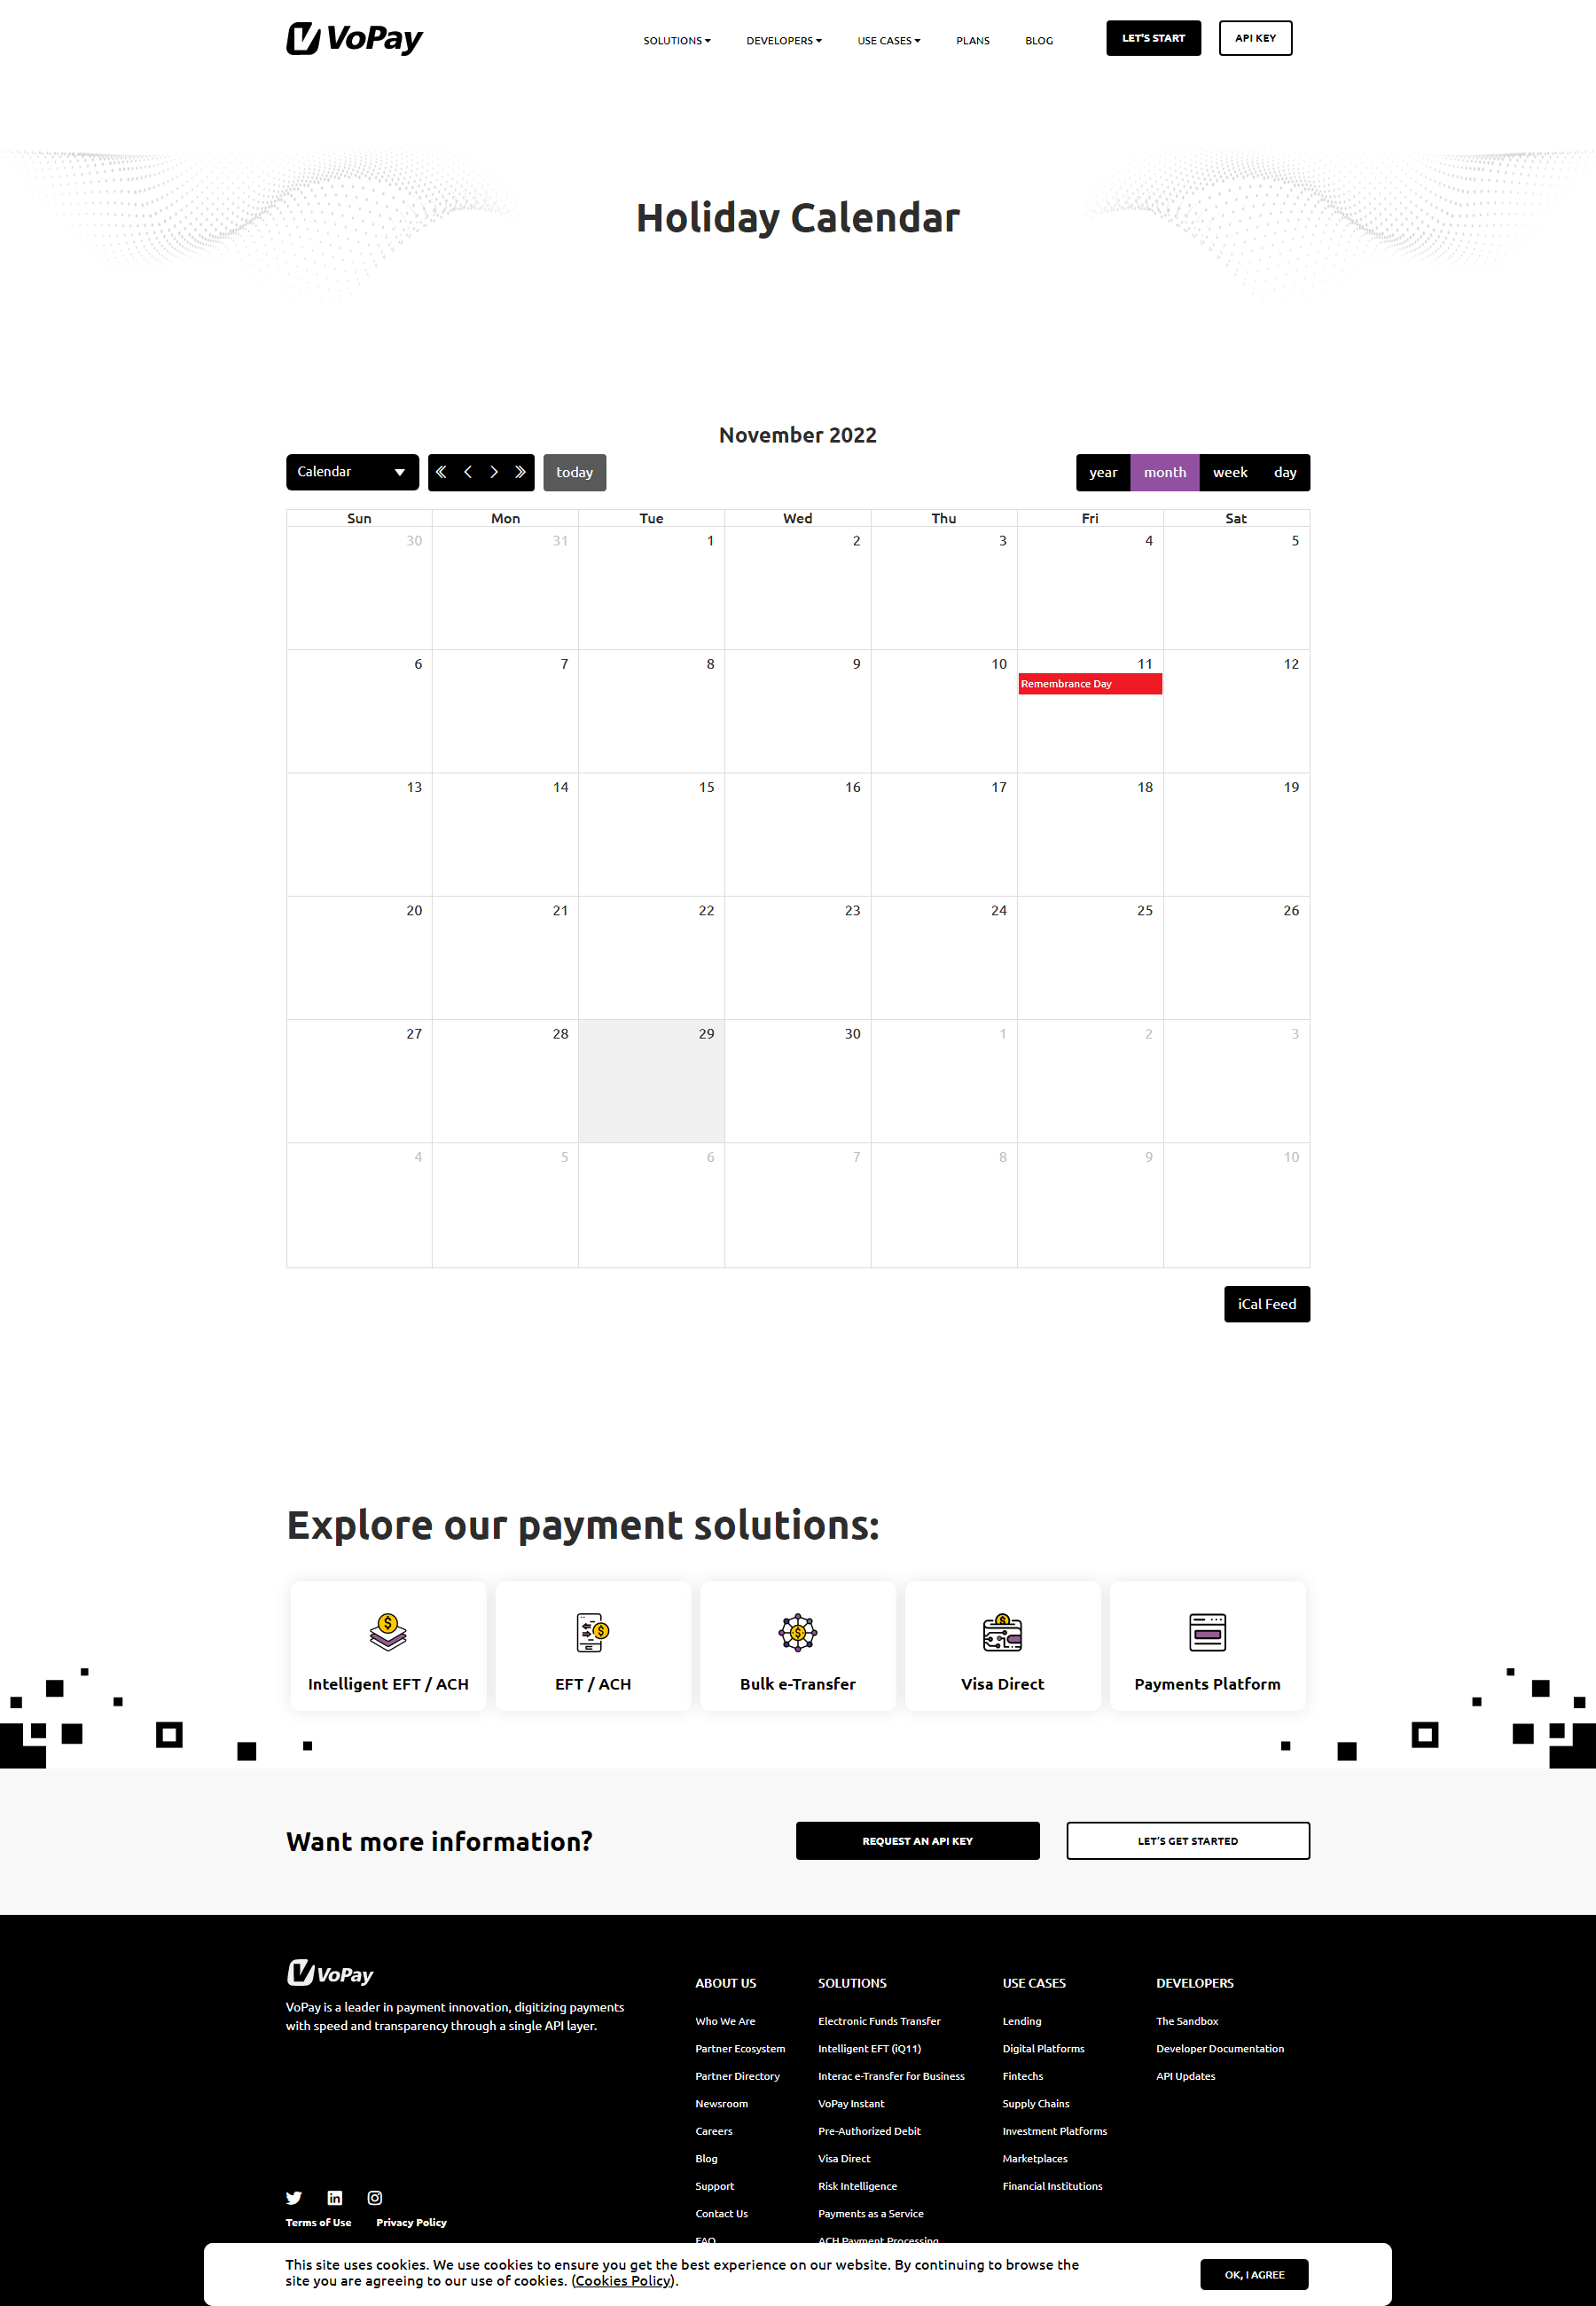 VoPay
SOLUTIONS
DEVELOPERS
USE CASES
PLANS
BLOG
LET'S START
API KEY
Holiday Calendar
November 2022
Calendar
today
year month week day
Sun Mon Tue Wed Thu Fri Sat
30 31 1 2 3 4 5
6 7 8 9 10 11 12
Remembrance Day
13 14 15 16 17 18 19
20 21 22 23 24 25 26
27 28 29 30 1 2 3
4 5 6 7 8 9 10
iCal Feed
Explore our payment solutions:
Intelligent EFT / ACH
EFT / ACH
Bulk e-Transfer
Visa Direct
Payments Platform
Want more information?
REQUEST AN API KEY
LET'S GET STARTED
VoPay
VoPay is a leader in payment innovation, digitizing payments
with speed and transparency through a single API layer.
Terms of Use
Privacy Policy
ABOUT US
Who We Are
Partner Ecosystem
Partner Directory
Newsroom
Careers
Blog
Support
Contact Us
FAQ
SOLUTIONS
Electronic Funds Transfer
Intelligent EFT (iQ11)
Interac e-Transfer for Business
VoPay Instant
Pre-Authorized Debit
Visa Direct
Risk Intelligence
Payments as a Service
ACH Payment Processing
USE CASES
Lending
Digital Platforms
Fintechs
Supply Chains
Investment Platforms
Marketplaces
Financial Institutions
DEVELOPERS
The Sandbox
Developer Documentation
API Updates
This site uses cookies. We use cookies to ensure you get the best experience on our website. By continuing to browse the
site you are agreeing to our use of cookies. (Cookies Policy).
OK, I AGREE